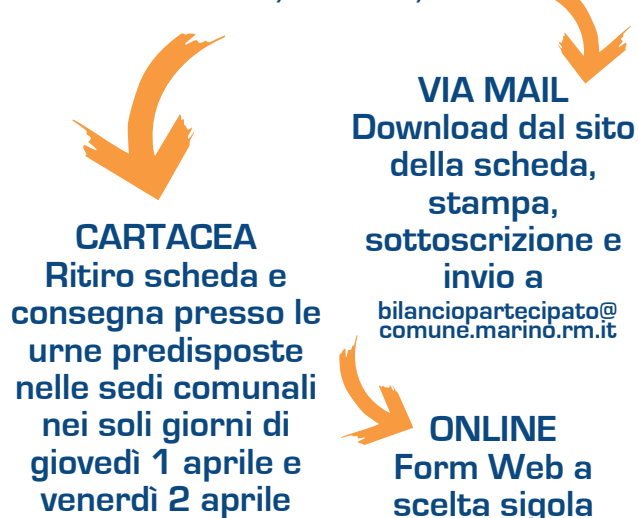 CARTACEA
Ritiro scheda e
consegna presso le
urne predisposte
nelle sedi comunali
nei soli giorni di
giovedì 1 aprile e
venerdì 2 aprile
VIA MAIL
Download dal sito
della scheda,
stampa,
sottoscrizione e
invio a
bilanciopartecipato@
comune.marino.rm.it
ONLINE
Form Web a
scelta sigola